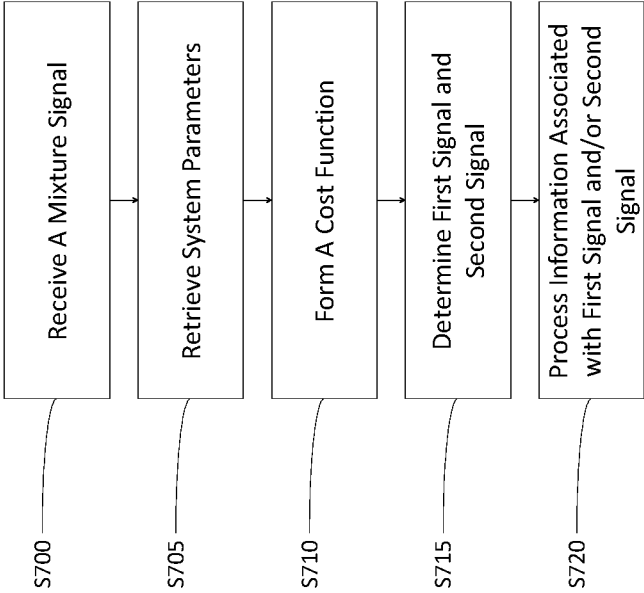 S700
Receive A Mixture Signal
S705
Retrieve System Parameters
S710
Form A Cost Function
S715
Determine First Signal and
Second Signal
S720
Process Information Associated
with First Signal and/or Second
Signal